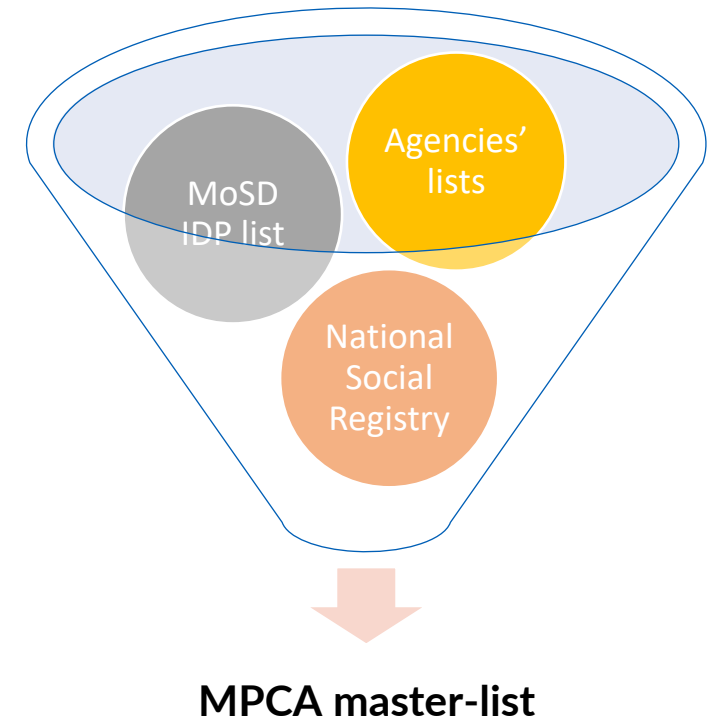 Agencies’
lists
MoSD
IDP list
National
Social
Registry
MPCA master-list